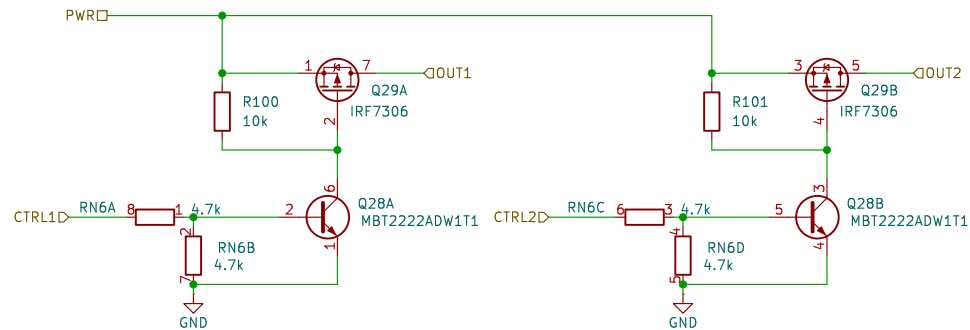 PWR
1 7 OUT1
Q29A
R100
10k
IRF7306
2
3 5 OUT2
Q29B
R101
10k
IRF7306
4
6
Q28A
MBT2222ADW1T1
CTRL1 RN6A 8 1 4.7k 2
2
RN6B
4.7k
7
1
GND
3
Q28B
MBT2222ADW1T1
CTRL2 RN6C 6 3 4.7k 5
4
RN6D
4.7k
5
4
GND